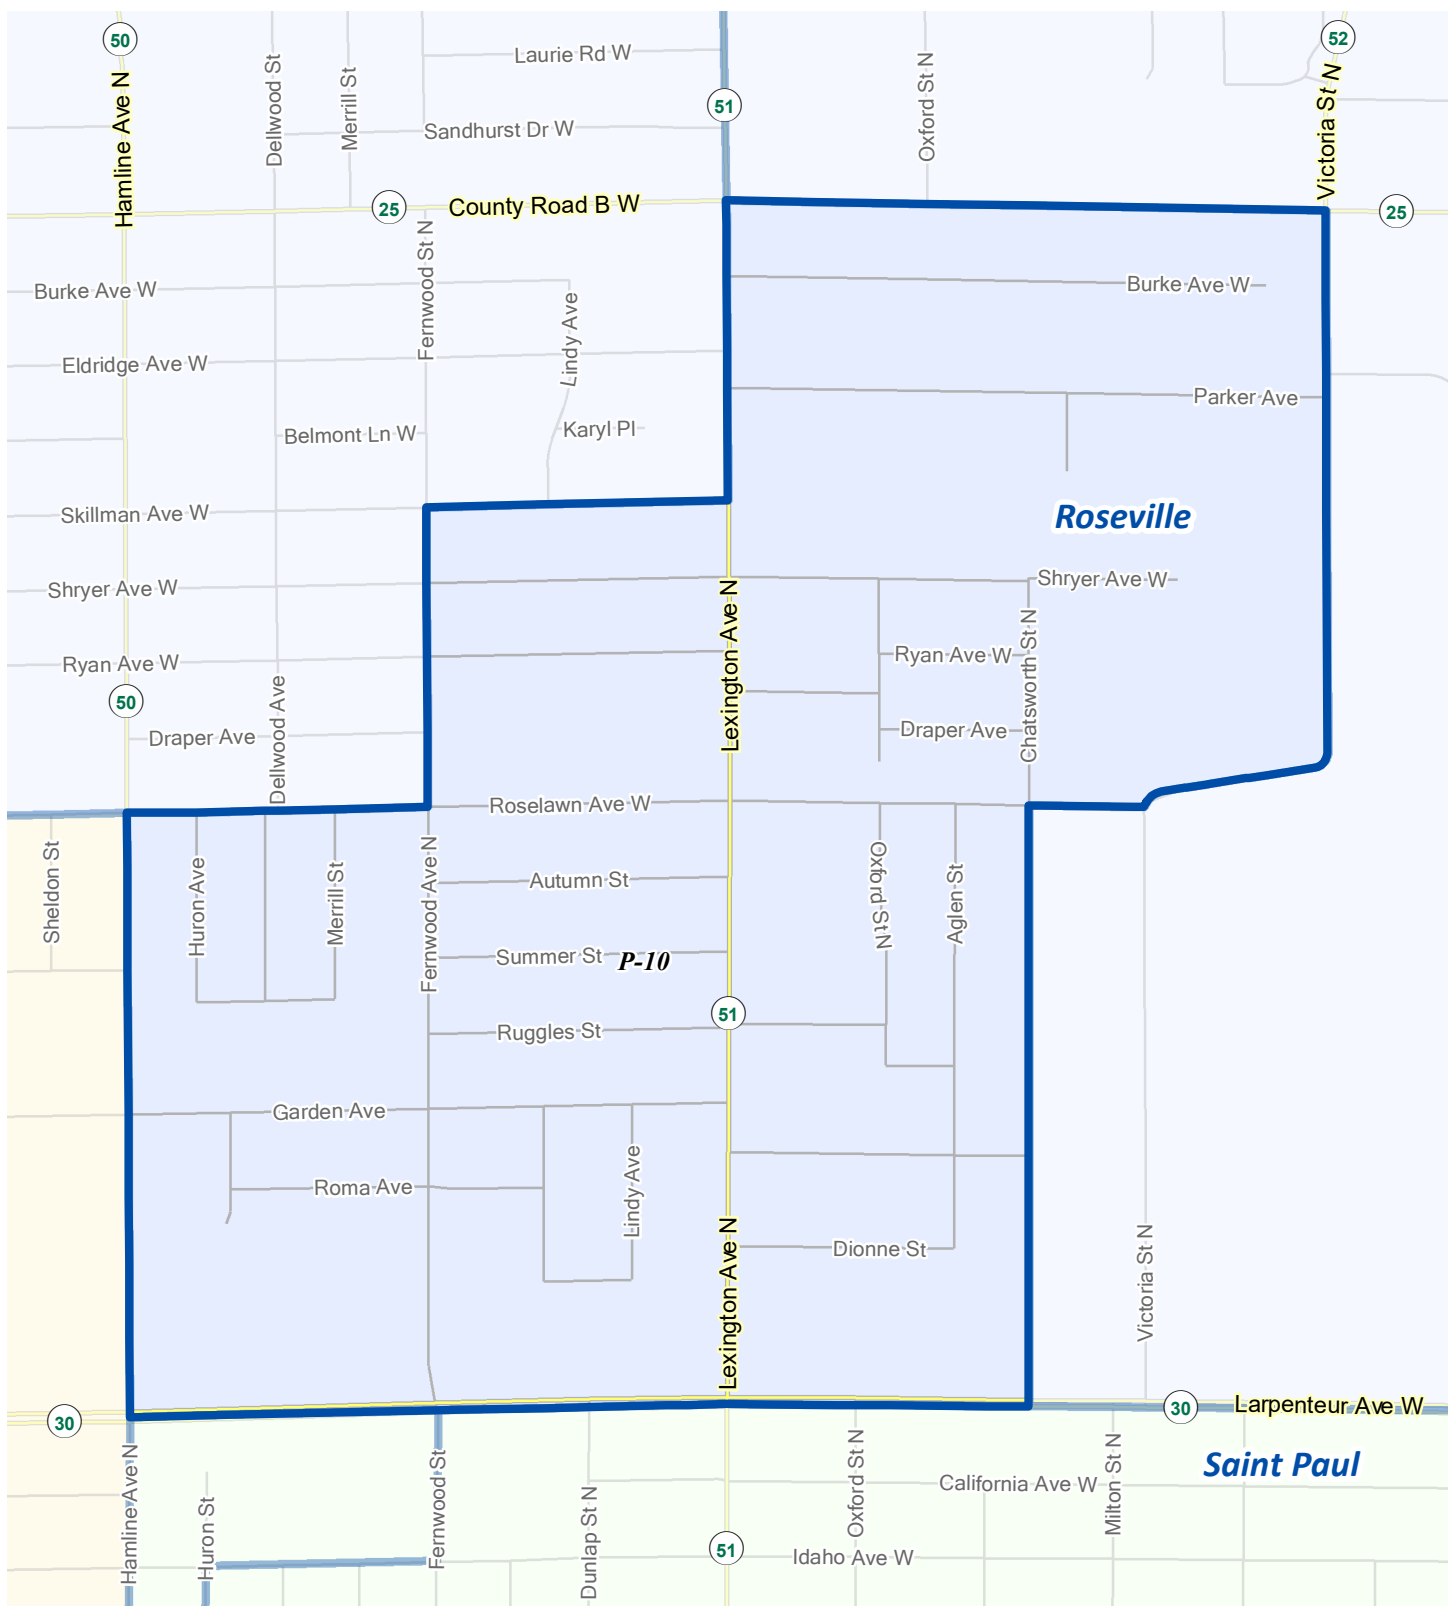 50
52
Laurie Rd W
51
Sandhurst Dr W
Hamline Ave N
Dellwood St
Merrill St
Oxford St N
Victoria St N
25
County Road B W
25
Fernwood St N
Burke Ave W
Burke Ave W
Lindy Ave
Eldridge Ave W
Parker Ave
Belmont Ln W
Karyl Pl
Skillman Ave W
Roseville
Shryer Ave W
Shryer Ave W
Lexington Ave N
Chatsworth St N
Ryan Ave W
Ryan Ave W
50
Dellwood Ave
Draper Ave
Draper Ave
Roselawn Ave W
Sheldon St
Huron Ave
Merrill St
Fernwood Ave N
Autumn St
Oxford St N
Aglen St
Summer St
P-10
51
Ruggles St
Garden Ave
Roma Ave
Lindy Ave
Dionne St
Lexington Ave N
Victoria St N
30
30
Larpenteur Ave W
Saint Paul
Hamline Ave N
Huron St
Fernwood St
Dunlap St N
Oxford St N
California Ave W
Milton St N
51
Idaho Ave W